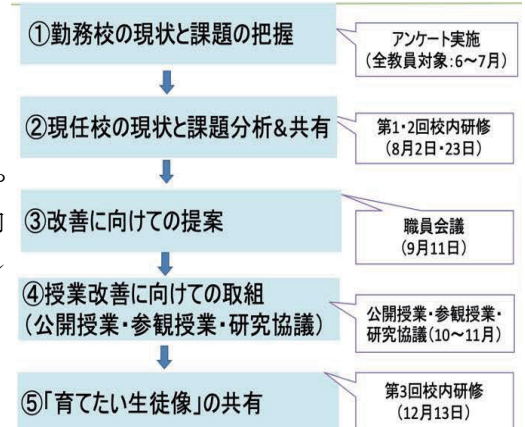 ①勤務校の現状と課題の把握
アンケート実施
(全教員対象:6～7月)
②現任校の現状と課題分析&共有
第1・2回校内研修
(8月2日・23日)
③改善に向けての提案
職員会議
(9月11日)
④授業改善に向けての取組
(公開授業・参観授業・研究協議)
公開授業・参観授業・
研究協議(10～11月)
⑤「育てたい生徒像」の共有
第3回校内研修
(12月13日)